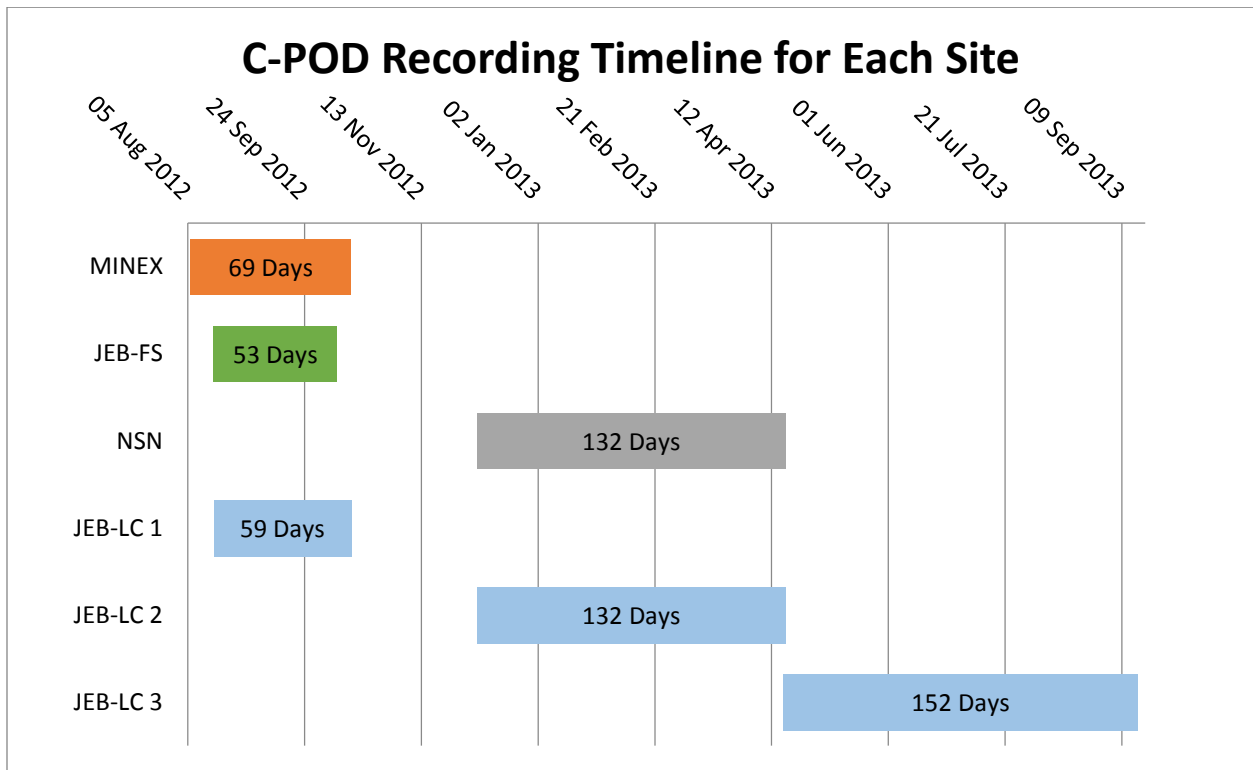 C-POD Recording Timeline for Each Site
05 Aug 2012
24 Sep 2012
13 Nov 2012
02 Jan 2013
21 Feb 2013
12 Apr 2013
01 Jun 2013
21 Jul 2013
09 Sep 2013
MINEX
69 Days
JEB-FS
53 Days
NSN
132 Days
JEB-LC 1
59 Days
JEB-LC 2
132 Days
JEB-LC 3
152 Days